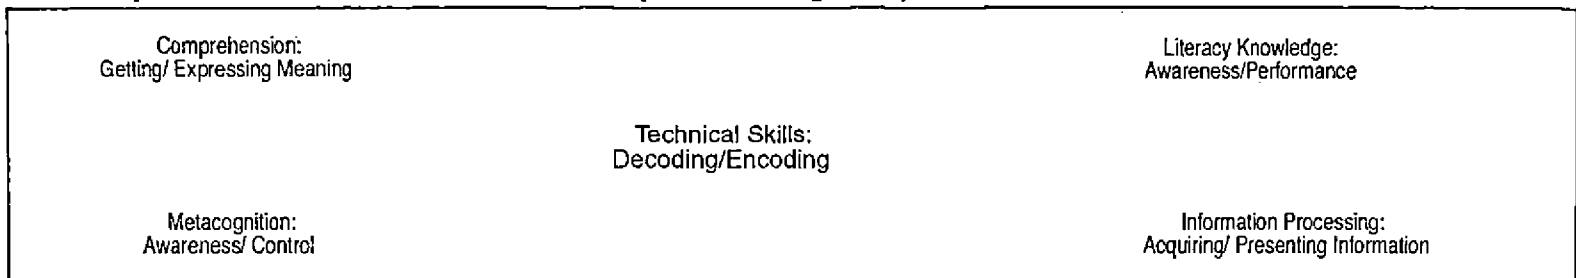 Comprehension:
Getting/ Expressing Meaning
Literacy Knowledge:
Awareness/Performance
Technical Skills:
Decoding/Encoding
Metacognition:
Awareness/ Control
Information Processing:
Acquiring/ Presenting Information